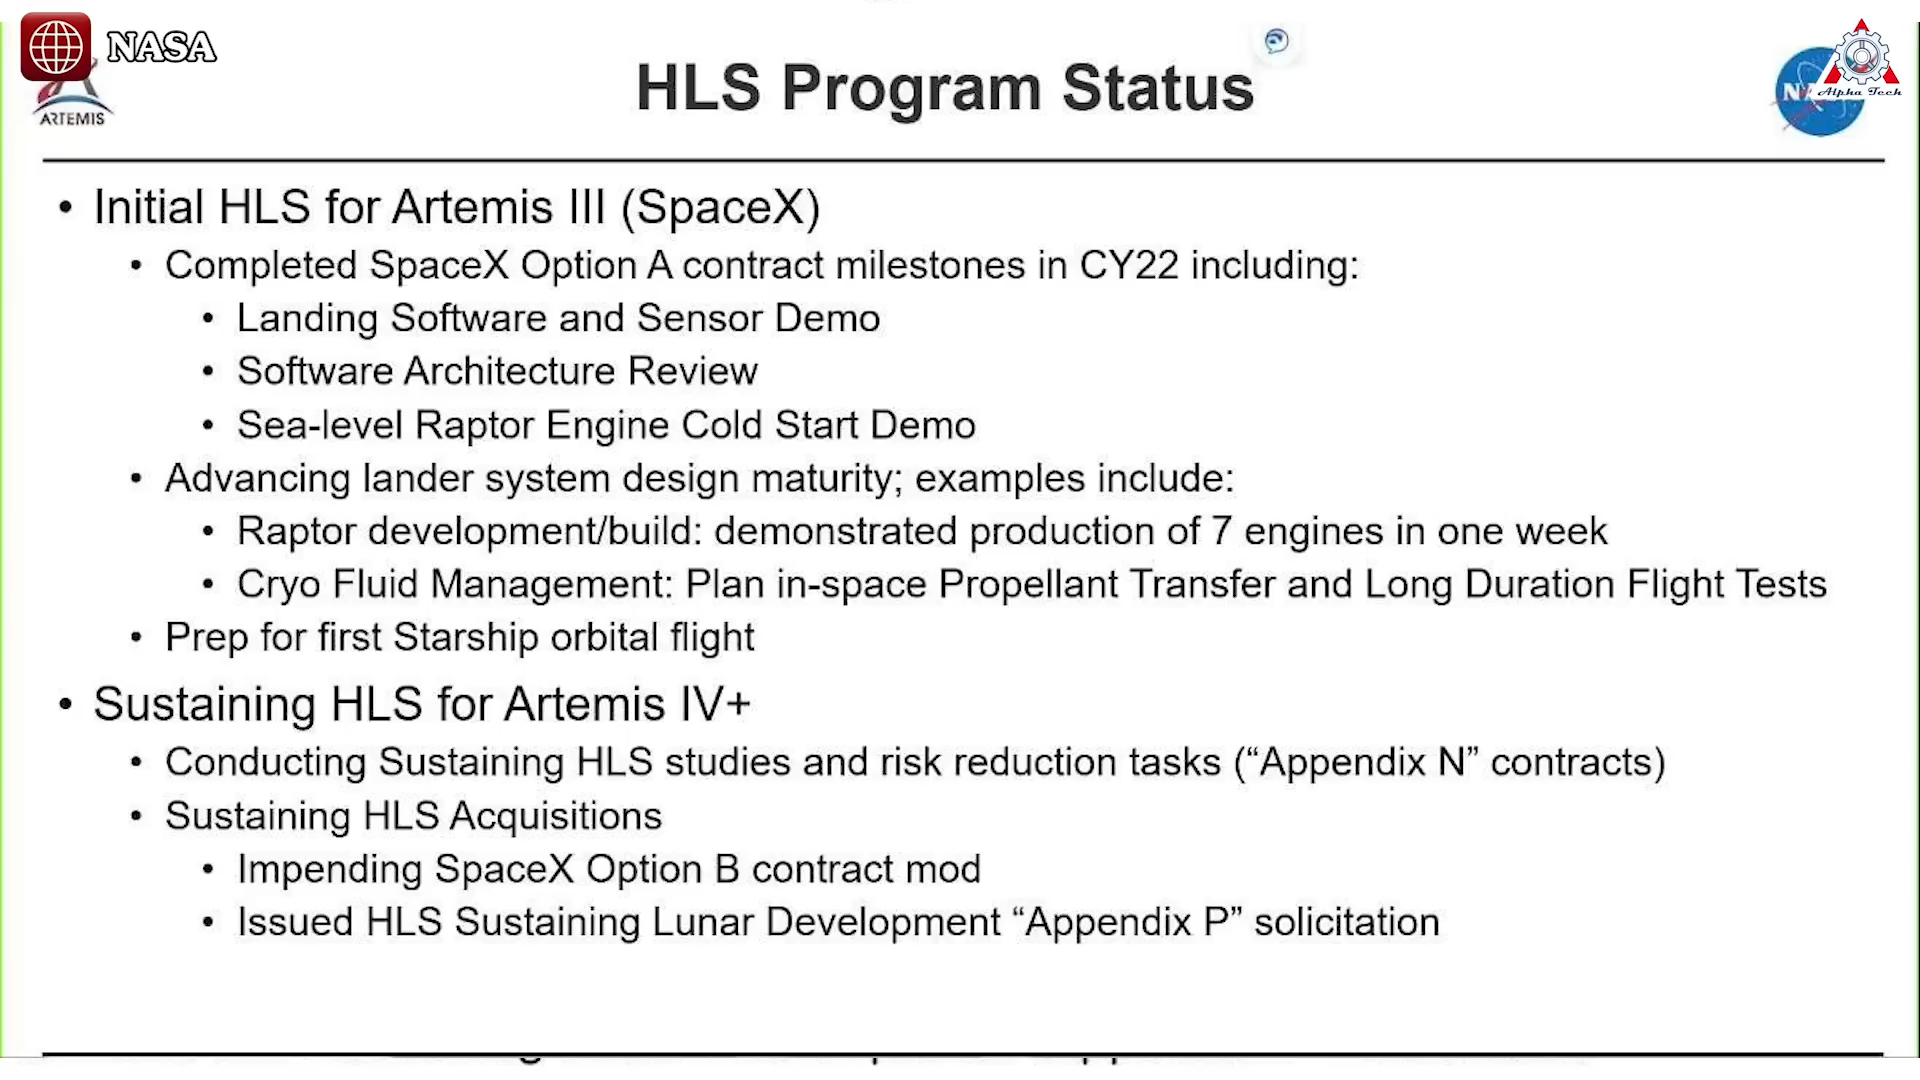 NASA
ARTEMIS
HLS Program Status
Alpha Tech
• Initial HLS for Artemis III (SpaceX)
• Completed SpaceX Option A contract milestones in CY22 including:
• Landing Software and Sensor Demo
• Software Architecture Review
• Sea-level Raptor Engine Cold Start Demo
• Advancing lander system design maturity; examples include:
• Raptor development/build: demonstrated production of 7 engines in one week
• Cryo Fluid Management: Plan in-space Propellant Transfer and Long Duration Flight Tests
• Prep for first Starship orbital flight
• Sustaining HLS for Artemis IV+
• Conducting Sustaining HLS studies and risk reduction tasks (“Appendix N” contracts)
• Sustaining HLS Acquisitions
• Impending SpaceX Option B contract mod
• Issued HLS Sustaining Lunar Development “Appendix P” solicitation